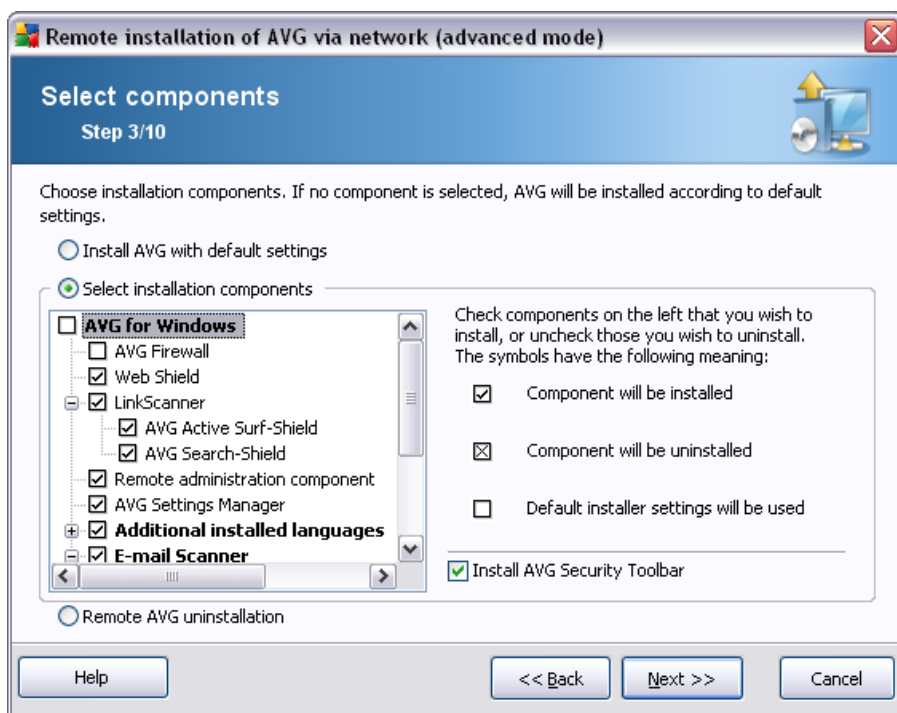 Remote installation of AVG via network (advanced mode)
Select components
Step 3/10
Choose installation components. If no component is selected, AVG will be installed according to default
settings.
Install AVG with default settings
Select installation components
AVG for Windows
AVG Firewall
Web Shield
LinkScanner
AVG Active Surf-Shield
AVG Search-Shield
Remote administration component
AVG Settings Manager
Additional installed languages
E-mail Scanner
Check components on the left that you wish to
install, or uncheck those you wish to uninstall.
The symbols have the following meaning:
Component will be installed
Component will be uninstalled
Default installer settings will be used
Install AVG Security Toolbar
Remote AVG uninstallation
Help
<< Back
Next >>
Cancel